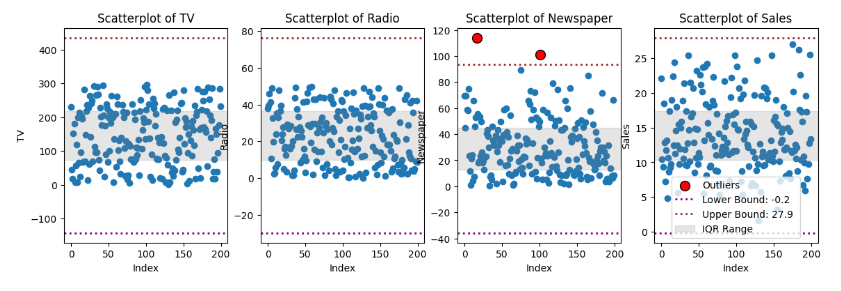 Scatterplot of TV
Scatterplot of Radio
Scatterplot of Newspaper
Scatterplot of Sales
TV
400
300
200
100
0
−100
0
50
100
150
200
Index
Radio
80
60
40
20
0
−20
0
50
100
150
200
Index
Newspaper
120
100
80
60
40
20
0
−20
−40
0
50
100
150
200
Index
Sales
25
20
15
10
5
0
0
50
100
150
200
Index
Outliers
Lower Bound: -0.2
Upper Bound: 27.9
IQR Range